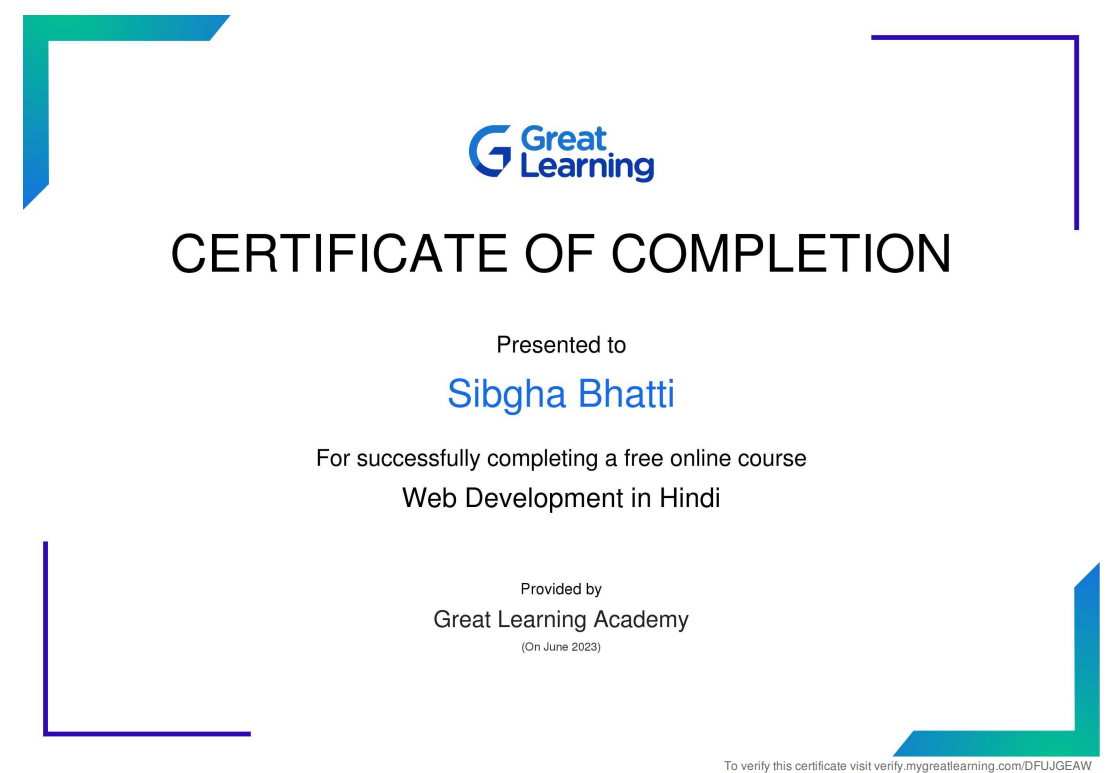 Great
Learning
CERTIFICATE OF COMPLETION
Presented to
Sibgha Bhatti
For successfully completing a free online course
Web Development in Hindi
Provided by
Great Learning Academy
(On June 2023)
To verify this certificate visit verify.mygreatlearning.com/DFUJGEAW